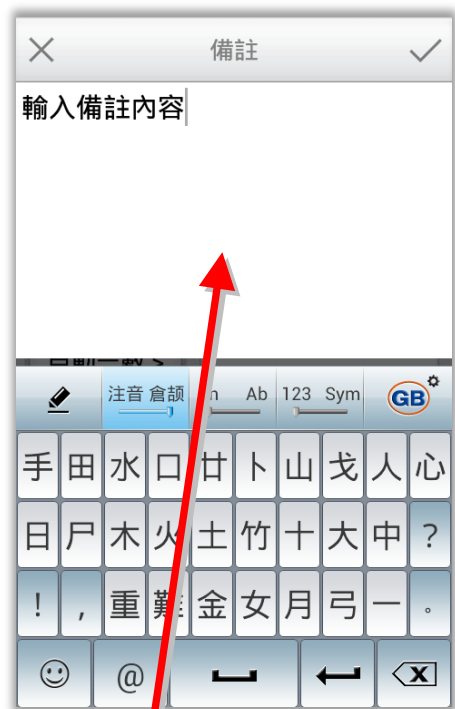 備註
輸入備註內容
注音 倉頡 Ab 123 Sym GB
手 田 水 口 廿 卜 山 戈 人 心
日 尸 木 火 土 竹 十 大 中 ?
! , 重 難 金 女 月 弓 一 。
@